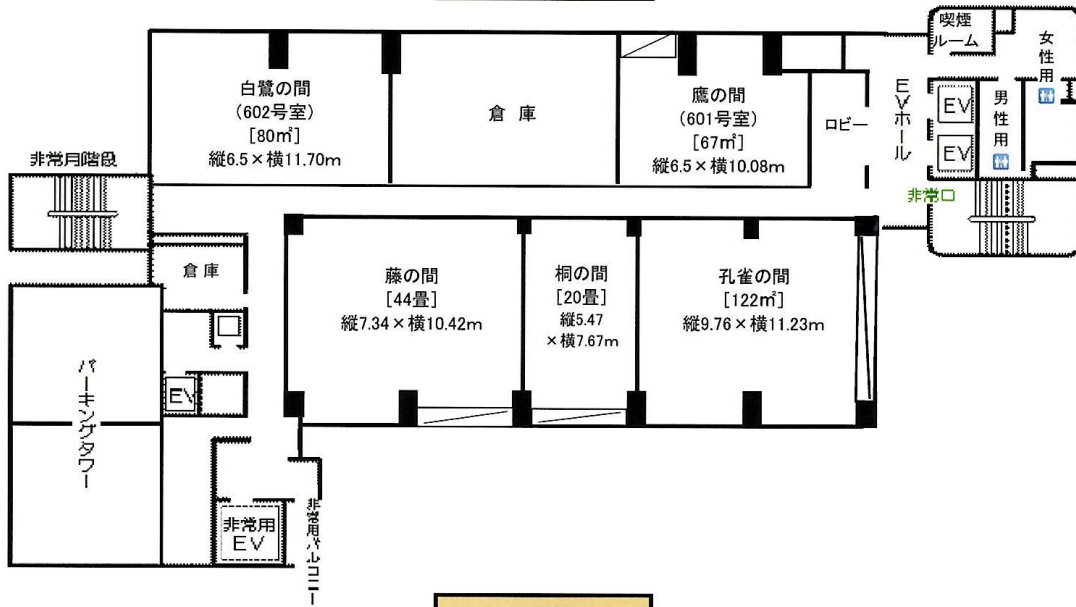 喫煙
ルーム
女性用
白鷺の間
(602号室)
[80㎡]
縦6.5×横11.70m
倉庫
鷹の間
(601号室)
[67㎡]
縦6.5×横10.08m
ロビー
EVホール
EV
EV
男性用
非常口
非常用階段
倉庫
藤の間
[44畳]
縦7.34×横10.42m
桐の間
[20畳]
縦5.47
×横7.67m
孔雀の間
[122㎡]
縦9.76×横11.23m
パーキングタワー
EV
非常用
EV
非常用バルコニー